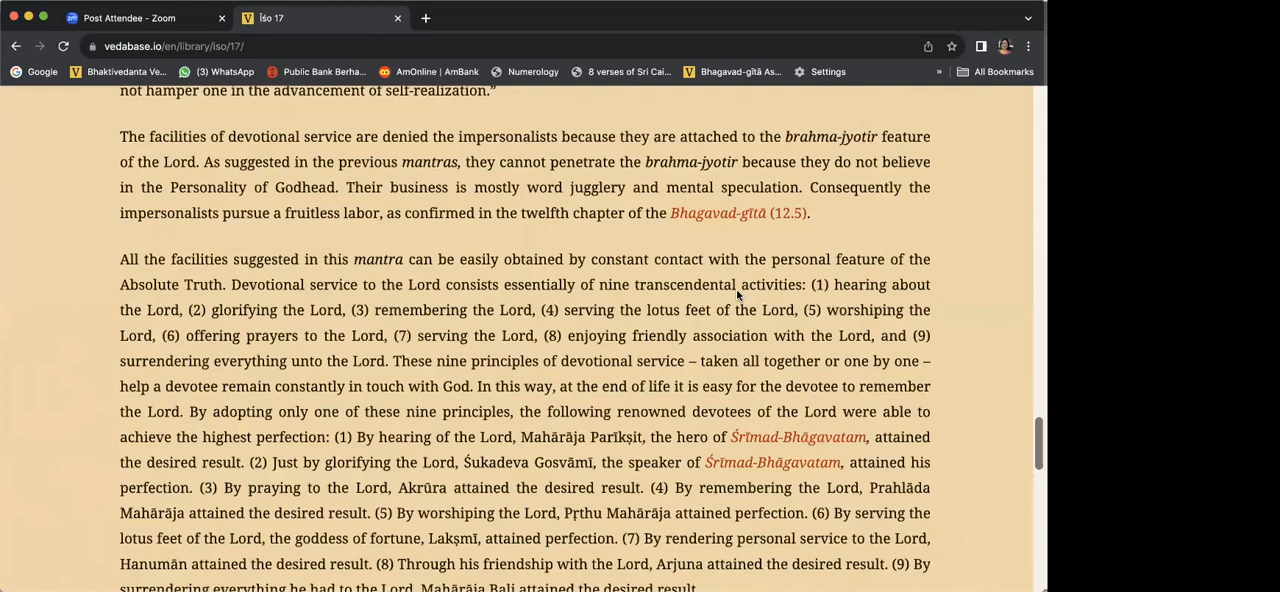 Post Attendee - Zoom
Īśo 17
vedabase.io/en/library/iso/17/
Google
Bhaktivedanta Ve...
(3) WhatsApp
Public Bank Berha...
AmOnline | AmBank
Numerology
8 verses of Sri Cai...
Bhagavad-gītā As...
Settings
»
All Bookmarks
not hamper one in the advancement of self-realization.”
The facilities of devotional service are denied the impersonalists because they are attached to the brahma-jyotir feature
of the Lord. As suggested in the previous mantras, they cannot penetrate the brahma-jyotir because they do not believe
in the Personality of Godhead. Their business is mostly word jugglery and mental speculation. Consequently the
impersonalists pursue a fruitless labor, as confirmed in the twelfth chapter of the Bhagavad-gītā (12.5).
All the facilities suggested in this mantra can be easily obtained by constant contact with the personal feature of the
Absolute Truth. Devotional service to the Lord consists essentially of nine transcendental activities: (1) hearing about
the Lord, (2) glorifying the Lord, (3) remembering the Lord, (4) serving the lotus feet of the Lord, (5) worshiping the
Lord, (6) offering prayers to the Lord, (7) serving the Lord, (8) enjoying friendly association with the Lord, and (9)
surrendering everything unto the Lord. These nine principles of devotional service – taken all together or one by one –
help a devotee remain constantly in touch with God. In this way, at the end of life it is easy for the devotee to remember
the Lord. By adopting only one of these nine principles, the following renowned devotees of the Lord were able to
achieve the highest perfection: (1) By hearing of the Lord, Mahārāja Parīkṣit, the hero of Śrīmad-Bhāgavatam, attained
the desired result. (2) Just by glorifying the Lord, Śukadeva Gosvāmī, the speaker of Śrīmad-Bhāgavatam, attained his
perfection. (3) By praying to the Lord, Akrūra attained the desired result. (4) By remembering the Lord, Prahlāda
Mahārāja attained the desired result. (5) By worshiping the Lord, Pṛthu Mahārāja attained perfection. (6) By serving the
lotus feet of the Lord, the goddess of fortune, Lakṣmī, attained perfection. (7) By rendering personal service to the Lord,
Hanumān attained the desired result. (8) Through his friendship with the Lord, Arjuna attained the desired result. (9) By
surrendering everything he had to the Lord, Mahārāja Bali attained the desired result.